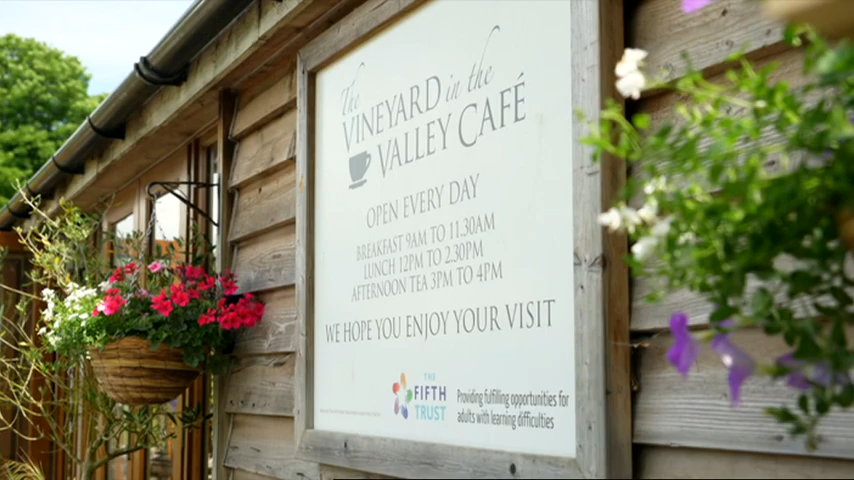 The
VINEYARD in the
VALLEY CAFÉ
OPEN EVERY DAY
BREAKFAST 9AM TO 11.30AM
LUNCH 12PM TO 2.30PM
AFTERNOON TEA 3PM TO 4PM
WE HOPE YOU ENJOY YOUR VISIT
THE
FIFTH
TRUST
Providing fulfilling opportunities for
adults with learning difficulties